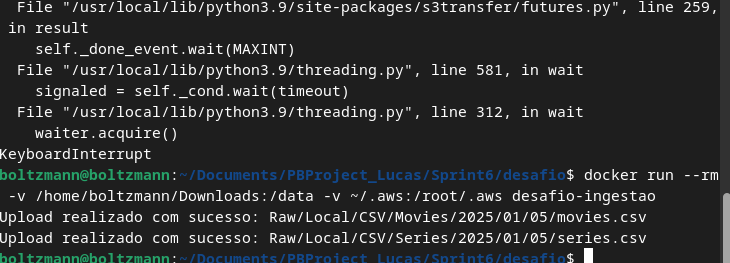 File "/usr/local/lib/python3.9/site-packages/s3transfer/futures.py", line 259,
in result
self._done_event.wait(MAXINT)
File "/usr/local/lib/python3.9/threading.py", line 581, in wait
signaled = self._cond.wait(timeout)
File "/usr/local/lib/python3.9/threading.py", line 312, in wait
waiter.acquire()
KeyboardInterrupt
boltzmann@boltzmann:~/Documents/PBProject_Lucas/Sprint6/desafio$ docker run --rm
-v /home/boltzmann/Downloads:/data -v ~/.aws:/root/.aws desafio-ingestao
Upload realizado com sucesso: Raw/Local/CSV/Movies/2025/01/05/movies.csv
Upload realizado com sucesso: Raw/Local/CSV/Series/2025/01/05/series.csv
boltzmann@boltzmann:~/Documents/PBProject_Lucas/Sprint6/desafio$